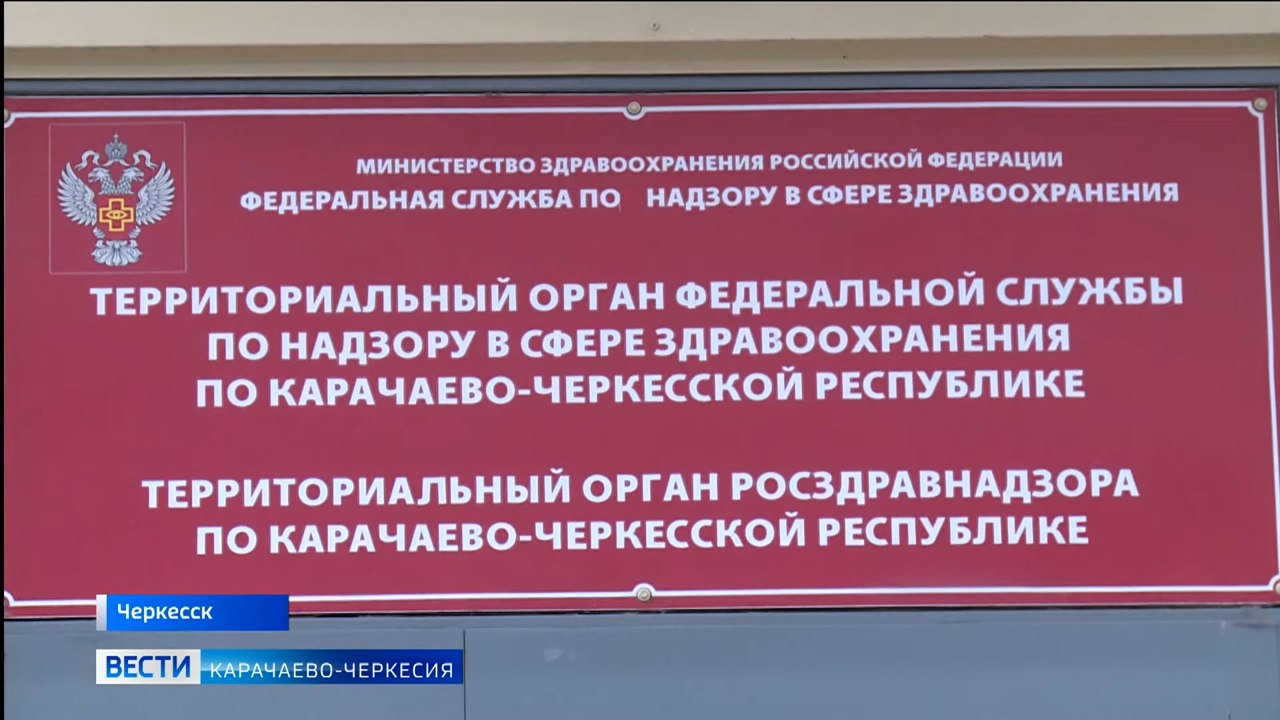 МИНИСТЕРСТВО ЗДРАВООХРАНЕНИЯ РОССИЙСКОЙ ФЕДЕРАЦИИ
ФЕДЕРАЛЬНАЯ СЛУЖБА ПО НАДЗОРУ В СФЕРЕ ЗДРАВООХРАНЕНИЯ
ТЕРРИТОРИАЛЬНЫЙ ОРГАН ФЕДЕРАЛЬНОЙ СЛУЖБЫ
ПО НАДЗОРУ В СФЕРЕ ЗДРАВООХРАНЕНИЯ
ПО КАРАЧАЕВО-ЧЕРКЕССКОЙ РЕСПУБЛИКЕ
ТЕРРИТОРИАЛЬНЫЙ ОРГАН РОСЗДРАВНАДЗОРА
ПО КАРАЧАЕВО-ЧЕРКЕССКОЙ РЕСПУБЛИКЕ
Черкесск
ВЕСТИ КАРАЧАЕВО-ЧЕРКЕСИЯ